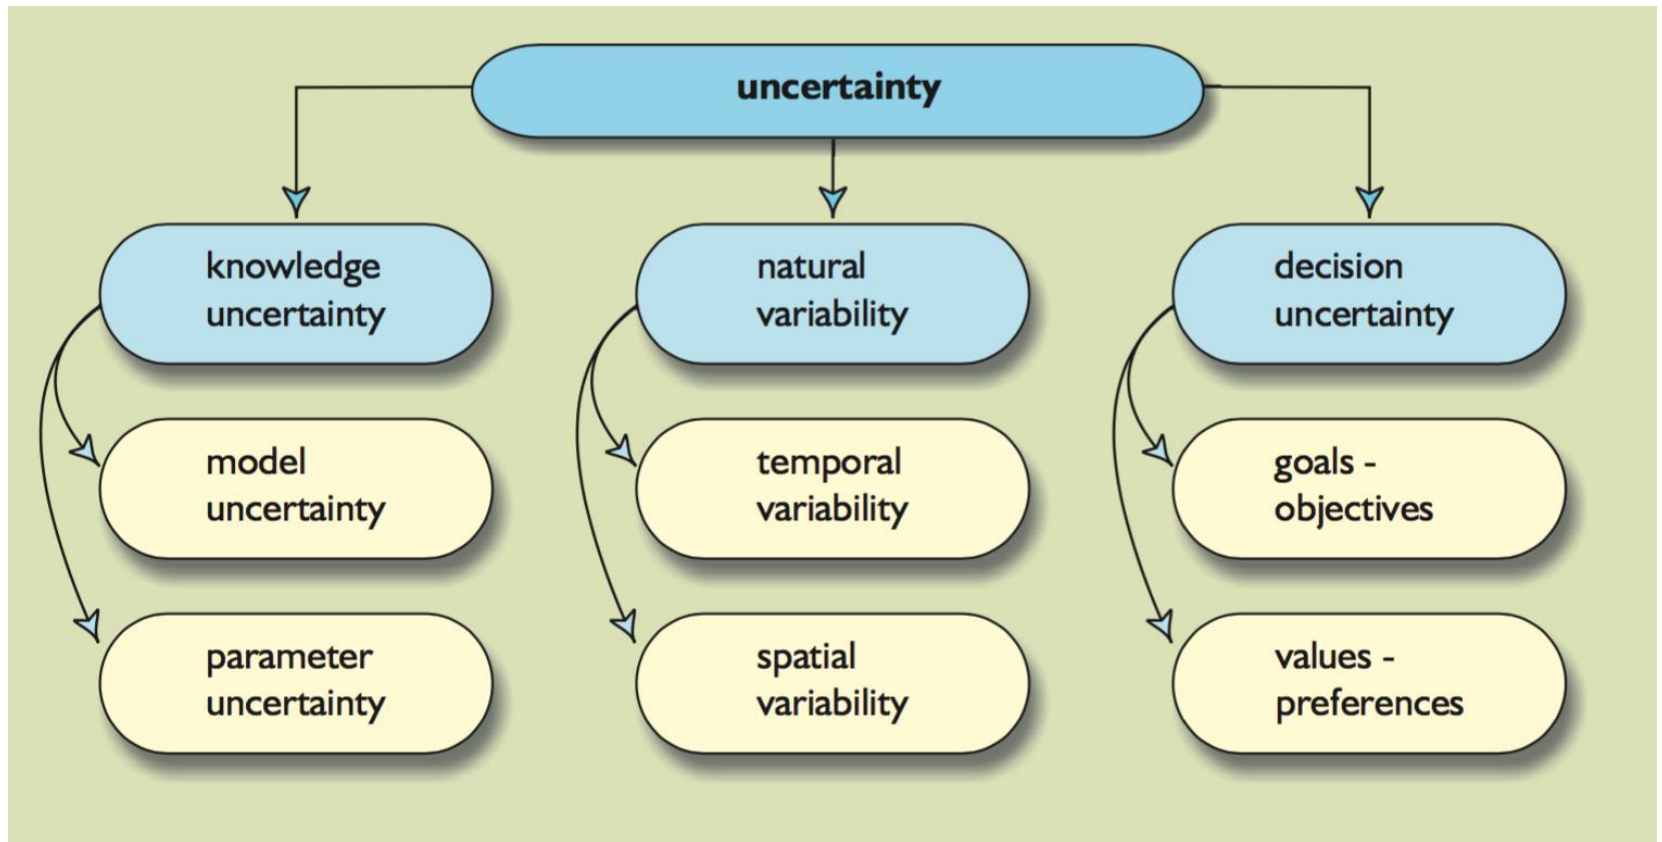 uncertainty
knowledge
uncertainty
natural
variability
decision
uncertainty
model
uncertainty
temporal
variability
goals -
objectives
parameter
uncertainty
spatial
variability
values -
preferences